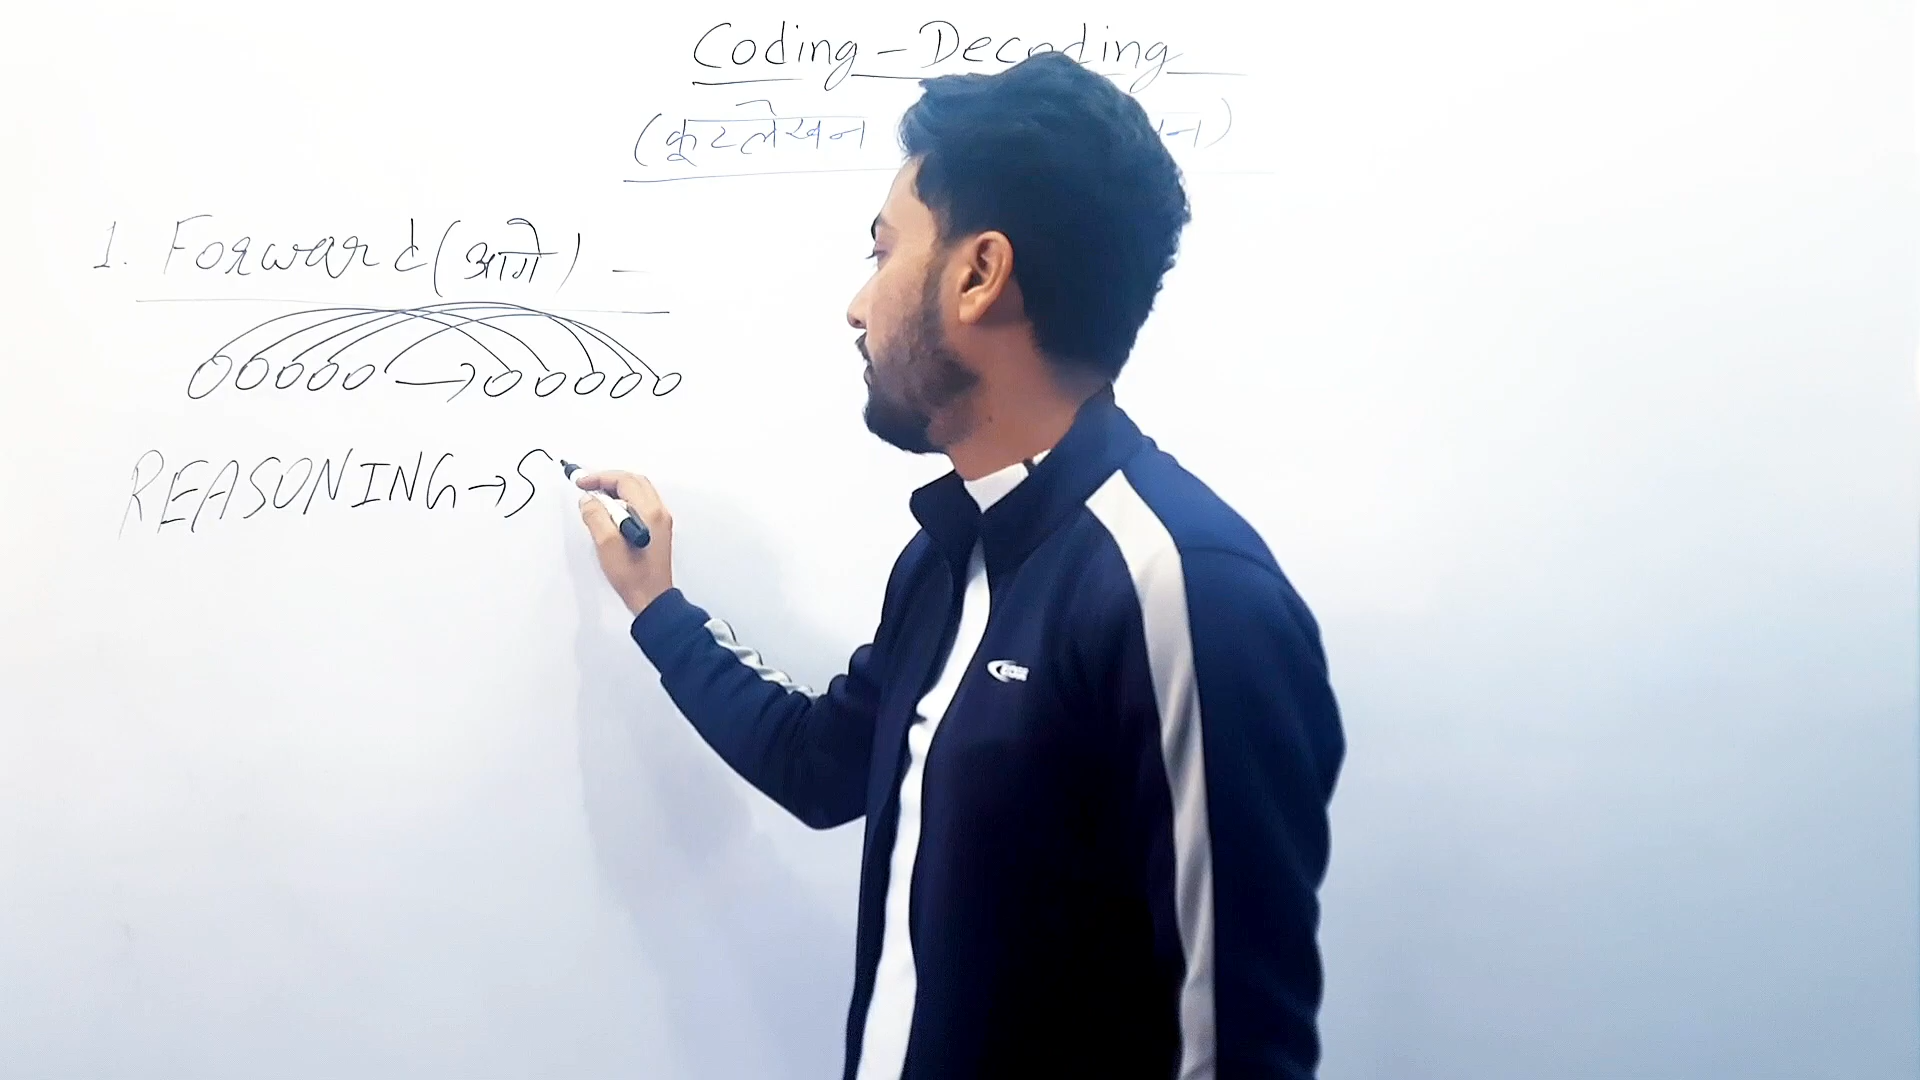 Coding - Decoding
(कूटलेखन
1. Forward (आगे) -
REASONING → S